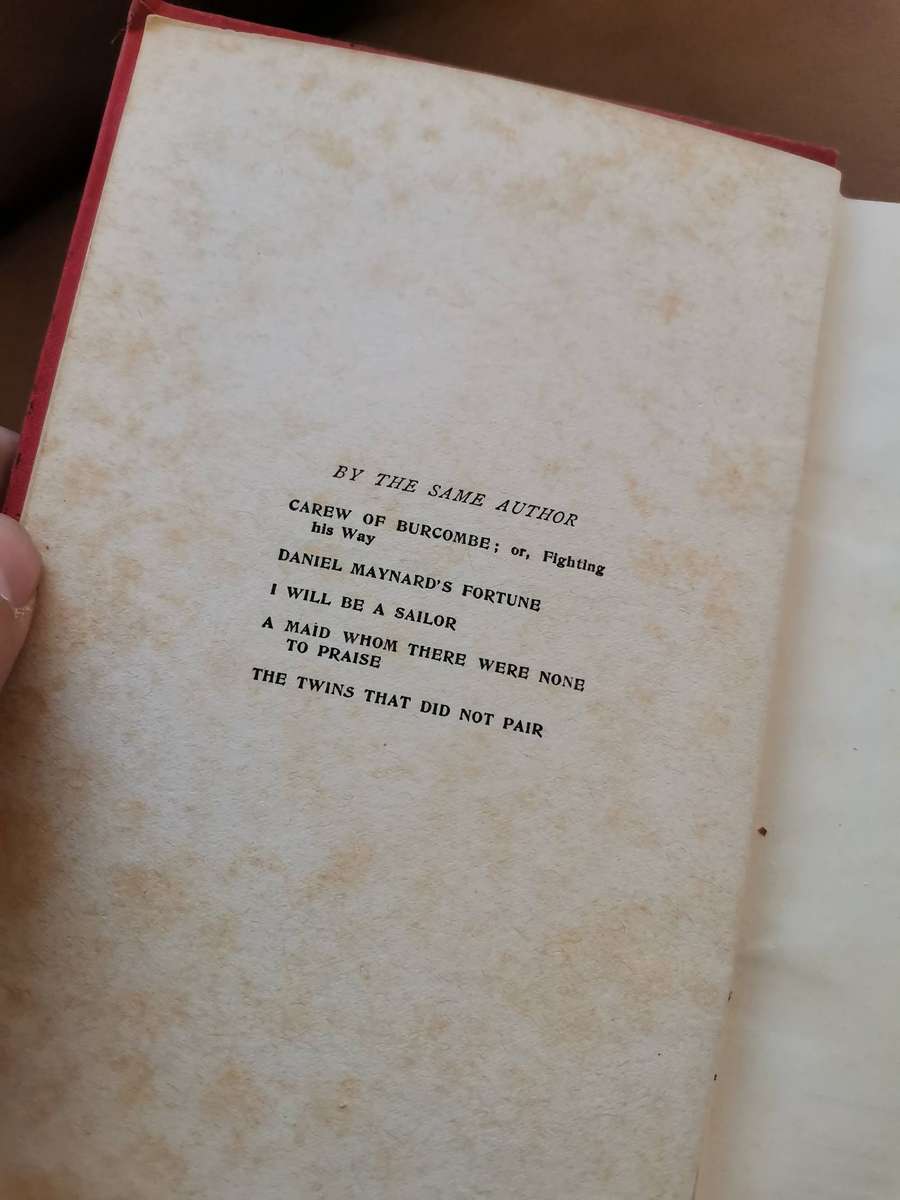 BY THE SAME AUTHOR
CAREW OF BURCOMBE; or, Fighting
his Way
DANIEL MAYNARD'S FORTUNE
I WILL BE A SAILOR
A MAID WHOM THERE WERE NONE
TO PRAISE
THE TWINS THAT DID NOT PAIR